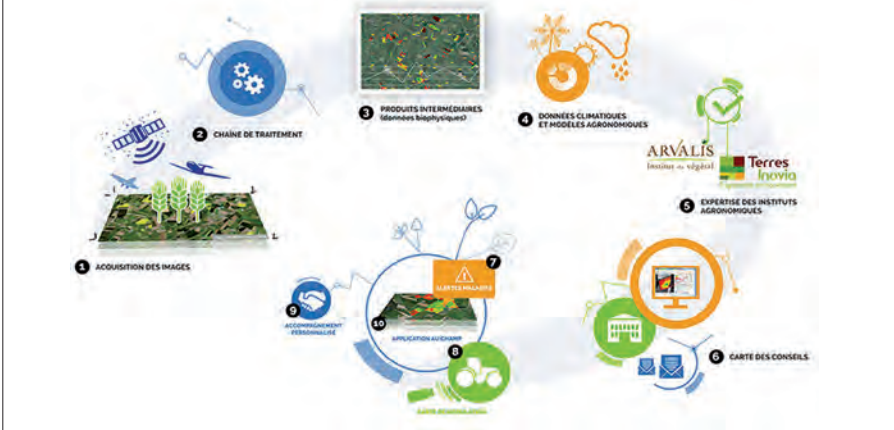 1 ACQUISITION DES IMAGES
2 CHAÎNE DE TRAITEMENT
3 PRODUITS INTERMÉDIAIRES
(données biophysiques)
4 DONNÉES CLIMATIQUES
ET MODÈLES AGRONOMIQUES
ARVALIS
Institut du végétal
Terres
Inovia
5 EXPERTISE DES INSTITUTS
AGRONOMIQUES
6 CARTE DES CONSEILS
7
ALERTES MALADIES
8
9
ACCOMPAGNEMENT
PERSONNALISÉ
10
APPLICATION AU CHAMP